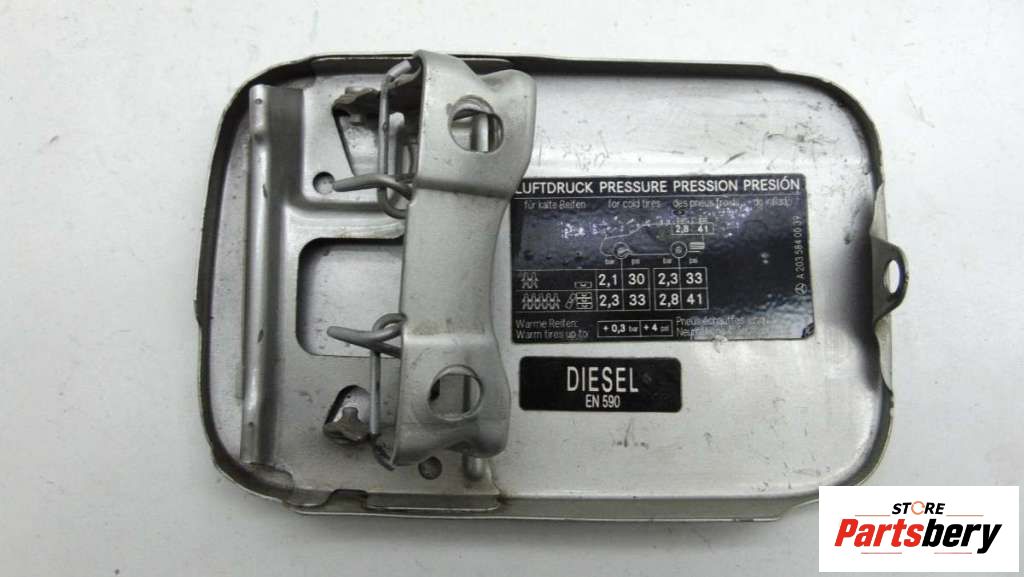 LUFTDRUCK PRESSURE PRESSION PRESIÓN
für kalte Reifen for cold tires des pneus froids
2,8 41
bar psi bar psi
2,1 30 2,3 33
2,3 33 2,8 41
Warme Reifen:
Warm tires up to:
+ 0,3 bar + 4 psi
A 203 584 00 39
DIESEL
EN 590
STORE
Partsbery